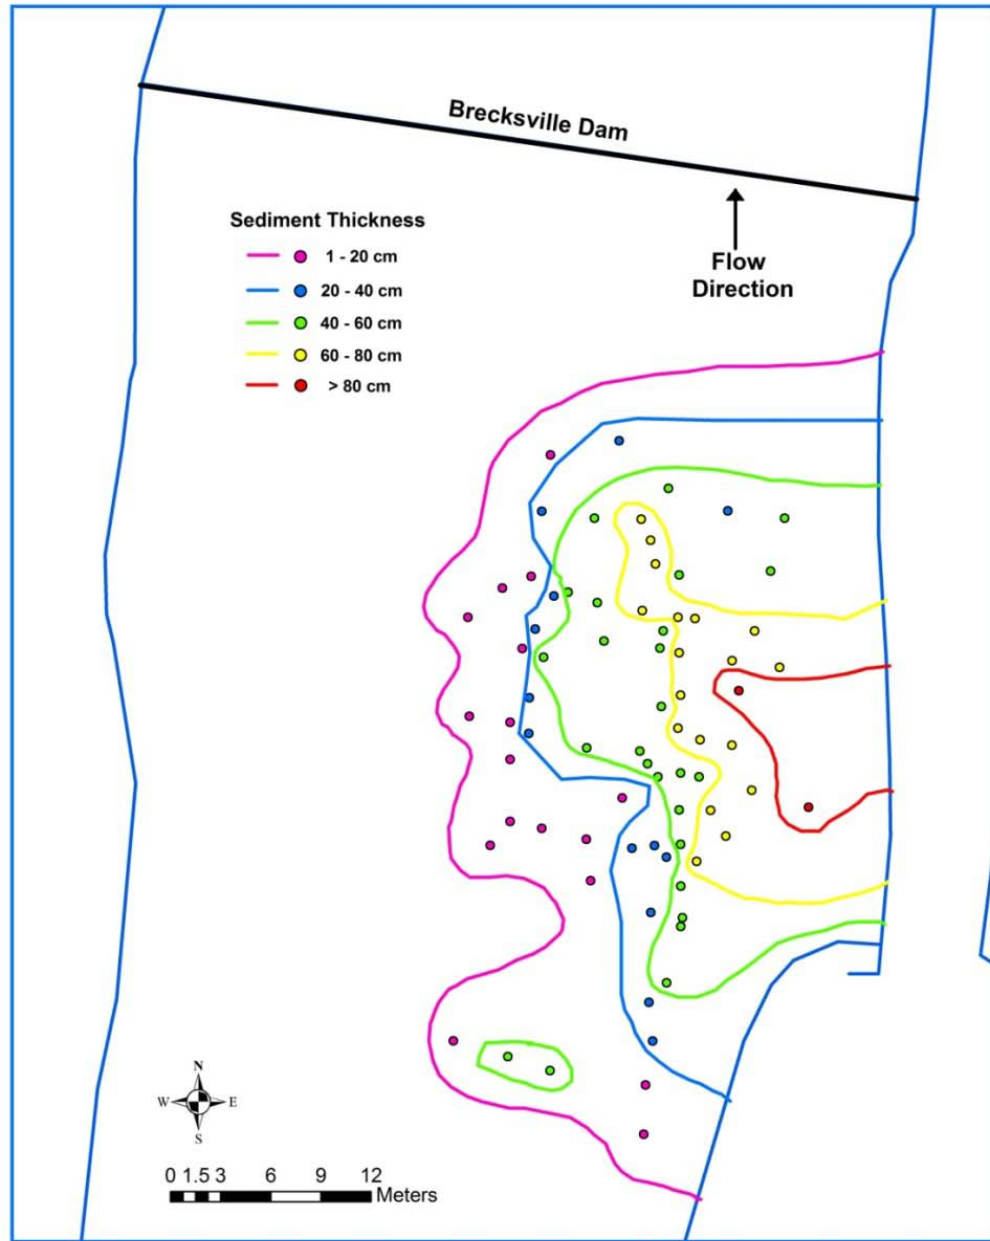 Brecksville Dam
Sediment Thickness
1 - 20 cm
20 - 40 cm
40 - 60 cm
60 - 80 cm
> 80 cm
Flow
Direction
N
W E
S
0 1.5 3 6 9 12
Meters